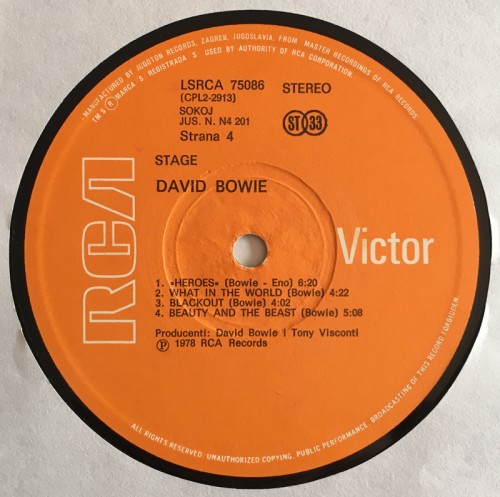 MANUFACTURED BY JUGOTON RECORDS, ZAGREB, JUGOSLAVIA, FROM MASTER RECORDINGS OF RCA
TMS ® MARCA S REGISTRADA S USED BY AUTHORITY OF RCA CORPORATION.
LSRCA 75086
(CPL2-2913)
STEREO
SOKOJ
JUS. N. N4 201
ST 33
Strana 4
STAGE
DAVID BOWIE
RCA
Victor
1. «HEROES» (Bowie - Eno) 6:20
2. WHAT IN THE WORLD (Bowie) 4:22
3. BLACKOUT (Bowie) 4:02
4. BEAUTY AND THE BEAST (Bowie) 5:08
Producenti: David Bowie i Tony Visconti
℗ 1978 RCA Records
ALL RIGHTS RESERVED. UNAUTHORIZED COPYING, PUBLIC PERFORMANCE, BROADCASTING OF THIS RECORD FORBIDDEN.